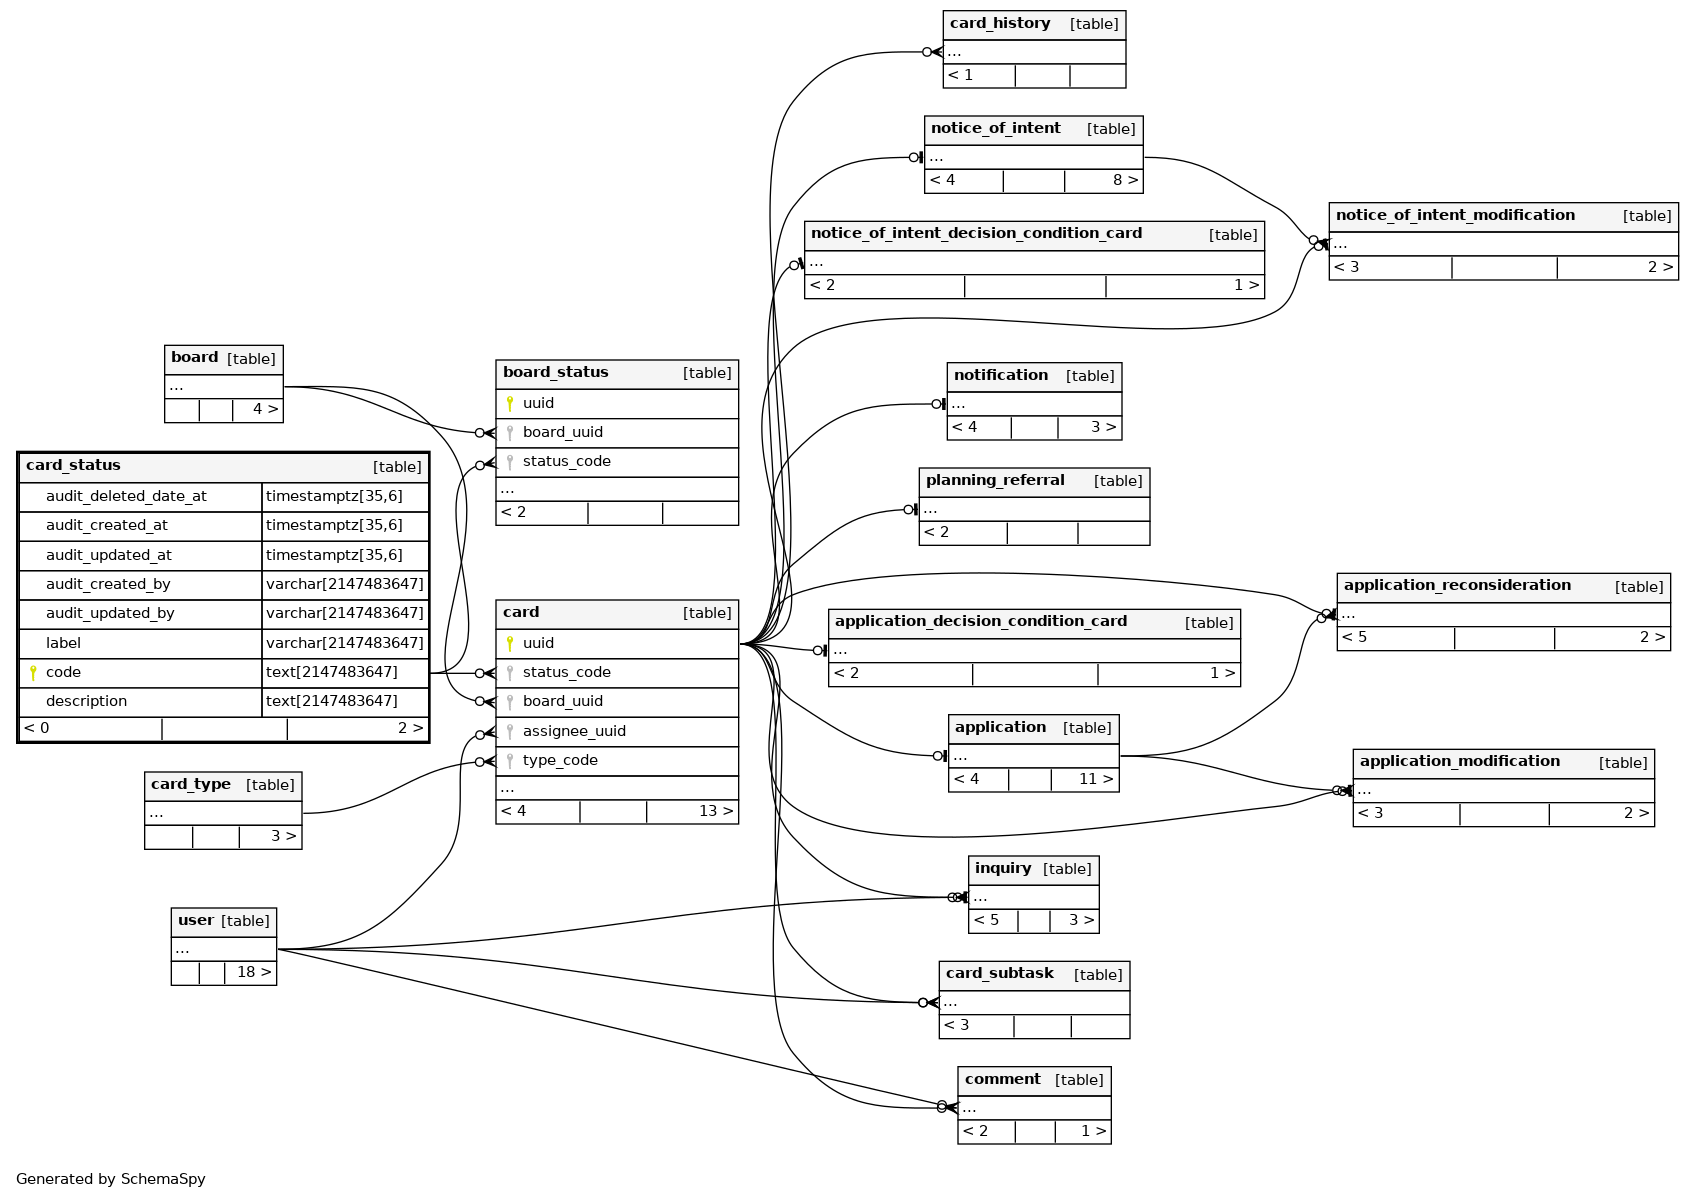 card_history [table]
...
< 1
notice_of_intent [table]
...
< 4 8 >
notice_of_intent_modification [table]
...
< 3 2 >
notice_of_intent_decision_condition_card [table]
...
< 2 1 >
board [table]
...
4 >
board_status [table]
uuid
board_uuid
status_code
...
< 2
notification [table]
...
< 4 3 >
card_status [table]
audit_deleted_date_at timestamptz[35,6]
audit_created_at timestamptz[35,6]
audit_updated_at timestamptz[35,6]
audit_created_by varchar[2147483647]
audit_updated_by varchar[2147483647]
label varchar[2147483647]
code text[2147483647]
description text[2147483647]
< 0 2 >
planning_referral [table]
...
< 2
card [table]
uuid
status_code
board_uuid
assignee_uuid
type_code
...
< 4 13 >
application_reconsideration [table]
...
< 5 2 >
application_decision_condition_card [table]
...
< 2 1 >
application [table]
...
< 4 11 >
application_modification [table]
...
< 3 2 >
card_type [table]
...
3 >
inquiry [table]
...
< 5 3 >
user [table]
...
18 >
card_subtask [table]
...
< 3
comment [table]
...
< 2 1 >
Generated by SchemaSpy